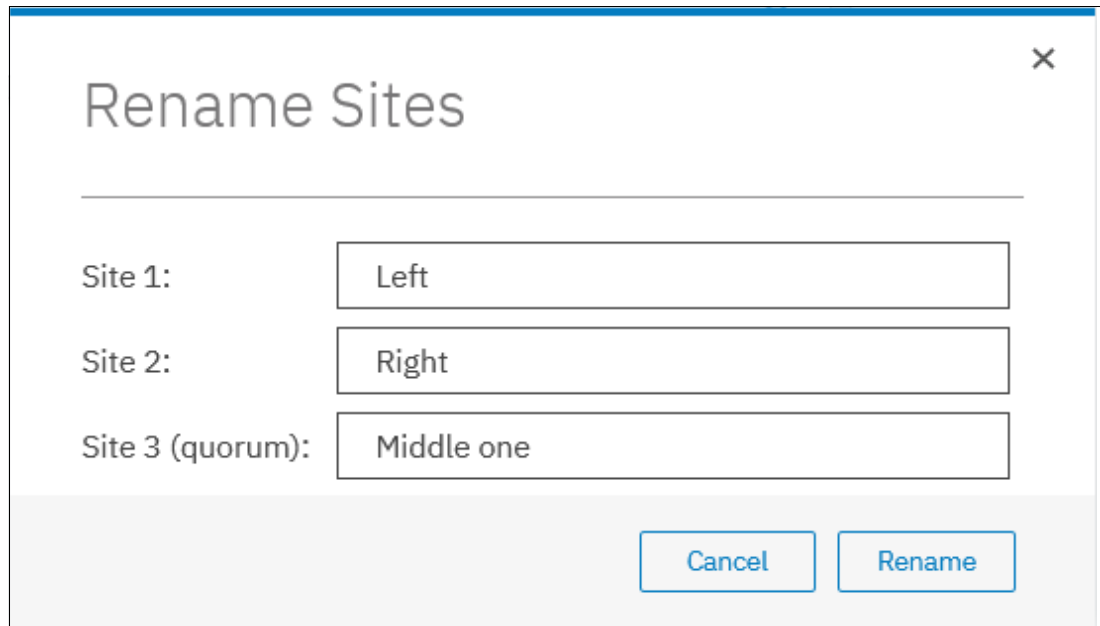 Rename Sites
Site 1: Left
Site 2: Right
Site 3 (quorum): Middle one
Cancel Rename